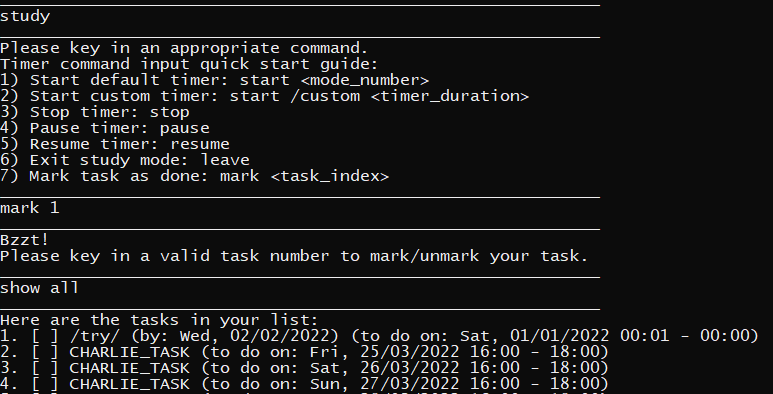 study
Please key in an appropriate command.
Timer command input quick start guide:
1) Start default timer: start <mode_number>
2) Start custom timer: start /custom <timer_duration>
3) Stop timer: stop
4) Pause timer: pause
5) Resume timer: resume
6) Exit study mode: leave
7) Mark task as done: mark <task_index>
mark 1
Bzzt!
Please key in a valid task number to mark/unmark your task.
show all
Here are the tasks in your list:
1. [ ] /try/ (by: Wed, 02/02/2022) (to do on: Sat, 01/01/2022 00:01 - 00:00)
2. [ ] CHARLIE_TASK (to do on: Fri, 25/03/2022 16:00 - 18:00)
3. [ ] CHARLIE_TASK (to do on: Sat, 26/03/2022 16:00 - 18:00)
4. [ ] CHARLIE_TASK (to do on: Sun, 27/03/2022 16:00 - 18:00)